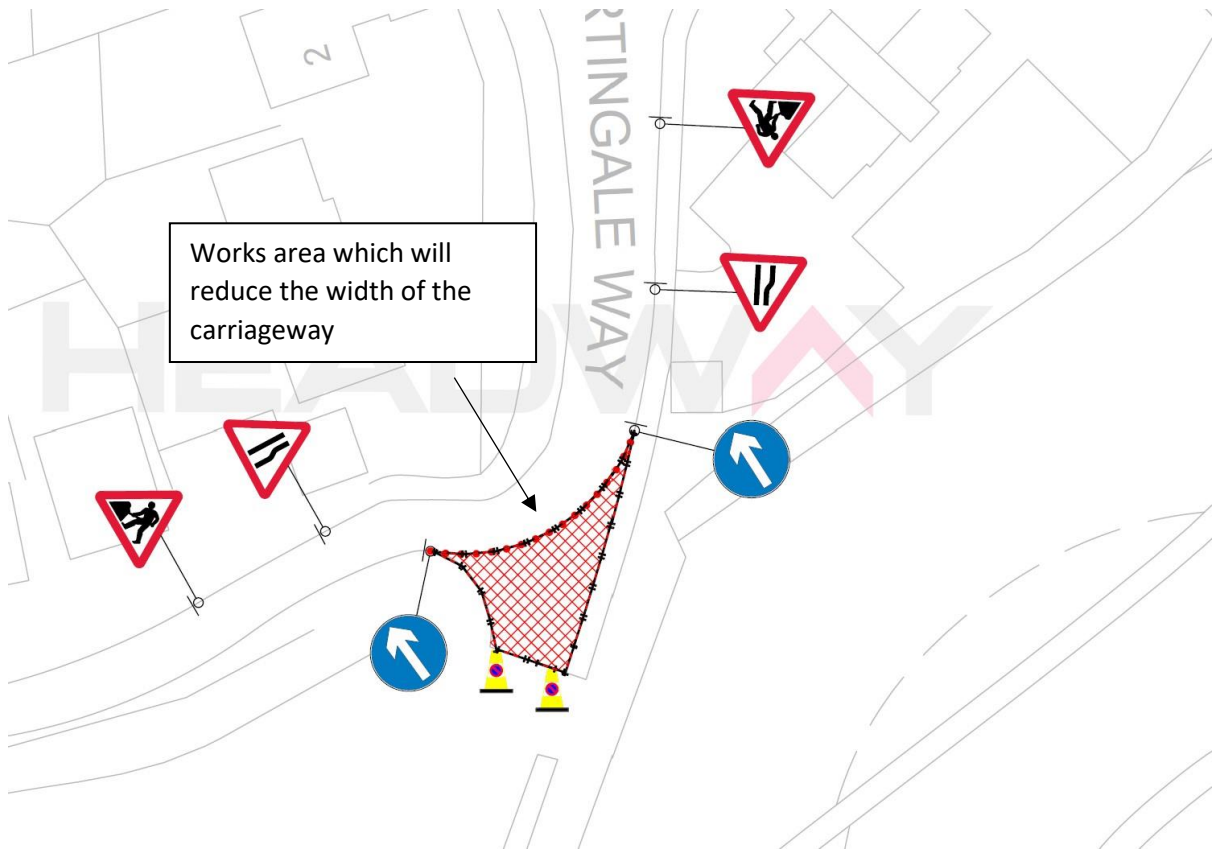 2
RTINGALE WAY
Works area which will
reduce the width of the
carriageway
HEADWAY